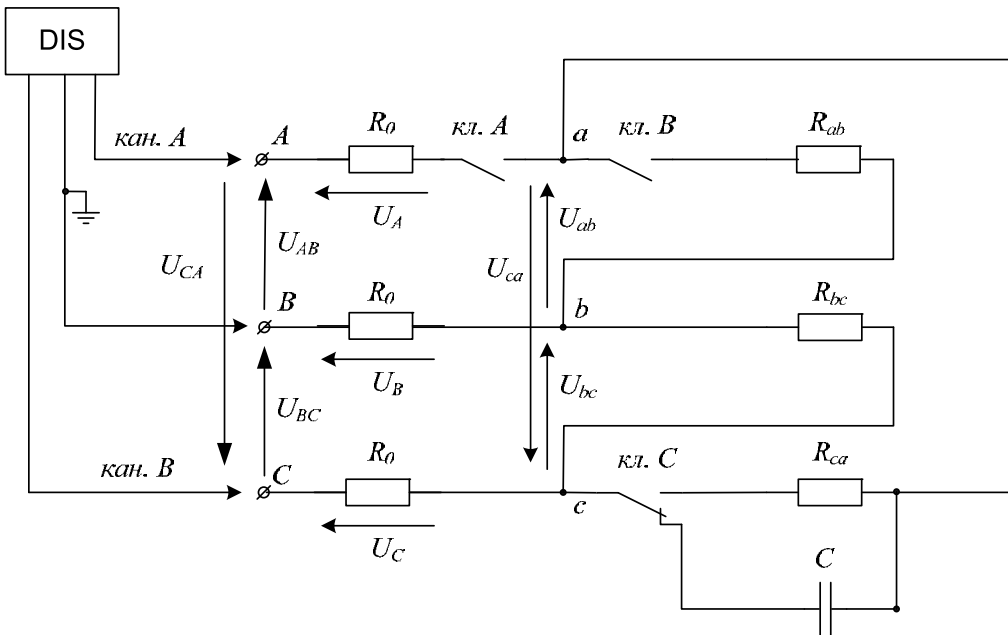 DIS
кан. A
A
R0
кл. A
a
кл. B
Rab
UA
UCA
UAB
Uca
Uab
B
R0
b
Rbc
UB
UBC
Ubc
кан. B
C
R0
c
кл. C
Rca
UC
C